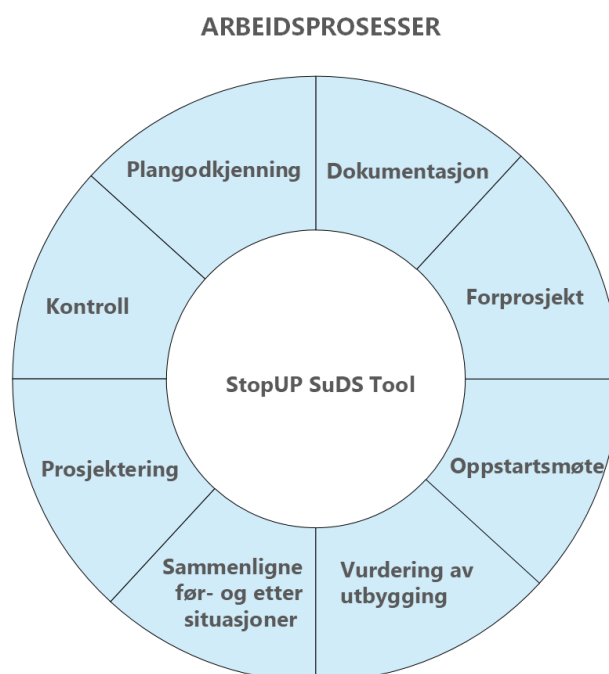 ARBEIDSPROSESSER
Plangodkjenning
Dokumentasjon
Kontroll
Forprosjekt
StopUP SuDS Tool
Prosjektering
Oppstartsmøte
Sammenligne
før- og etter
situasjoner
Vurdering av
utbygging